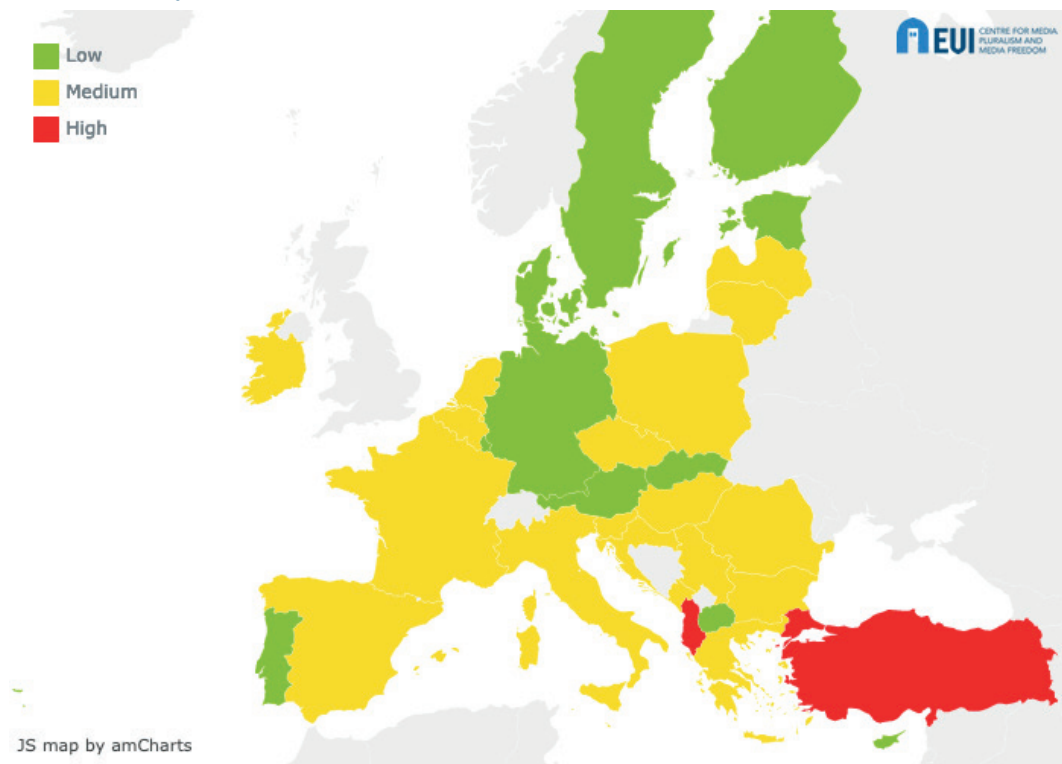 Low
Medium
High
EUI
CENTRE FOR MEDIA
PLURALISM AND
MEDIA FREEDOM
JS map by amCharts